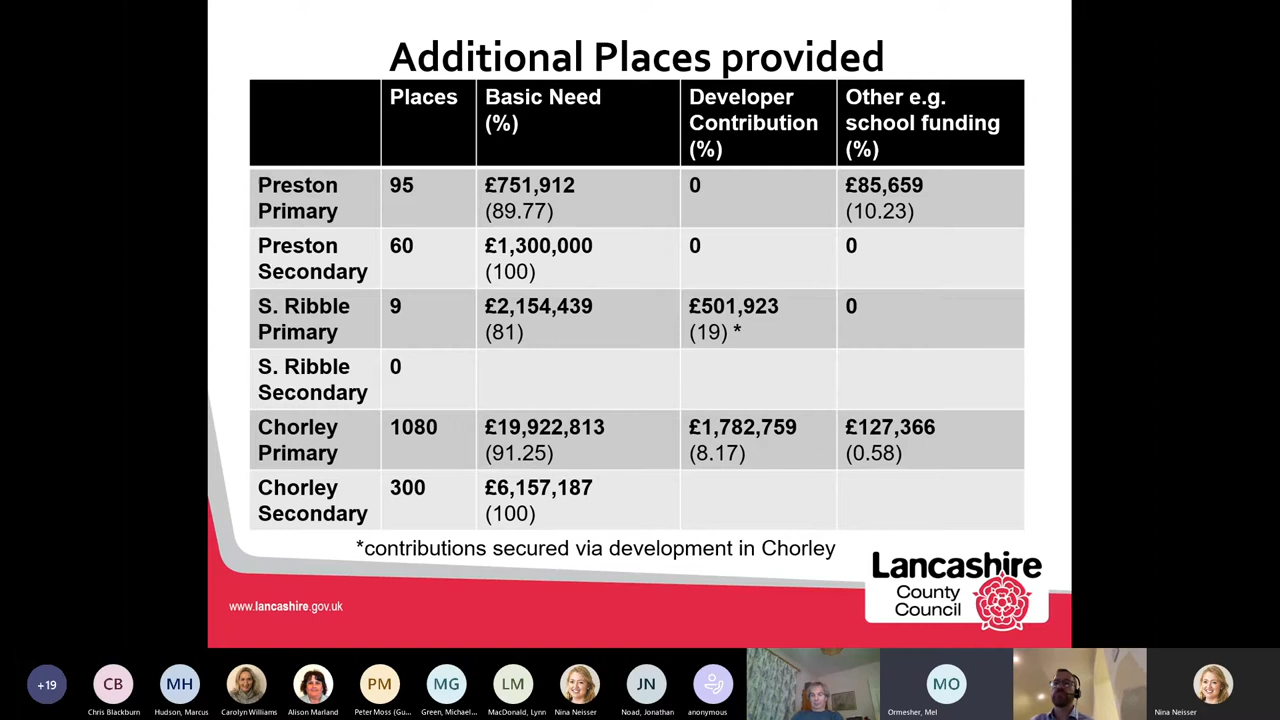 Additional Places provided
Places
Basic Need
(%)
Developer
Contribution
(%)
Other e.g.
school funding
(%)
Preston
Primary
95
£751,912
(89.77)
0
£85,659
(10.23)
Preston
Secondary
60
£1,300,000
(100)
0
0
S. Ribble
Primary
9
£2,154,439
(81)
£501,923
(19) *
0
S. Ribble
Secondary
0
Chorley
Primary
1080
£19,922,813
(91.25)
£1,782,759
(8.17)
£127,366
(0.58)
Chorley
Secondary
300
£6,157,187
(100)
*contributions secured via development in Chorley
www.lancashire.gov.uk
Lancashire
County
Council
+19
CB
MH
PM
MG
LM
JN
MO
Chris Blackburn
Hudson, Marcus
Carolyn Williams
Alison Marland
Peter Moss (Gu...
Green, Michael...
MacDonald, Lynn
Nina Neisser
Noad, Jonathan
anonymous
Ormesher, Mel
Nina Neisser